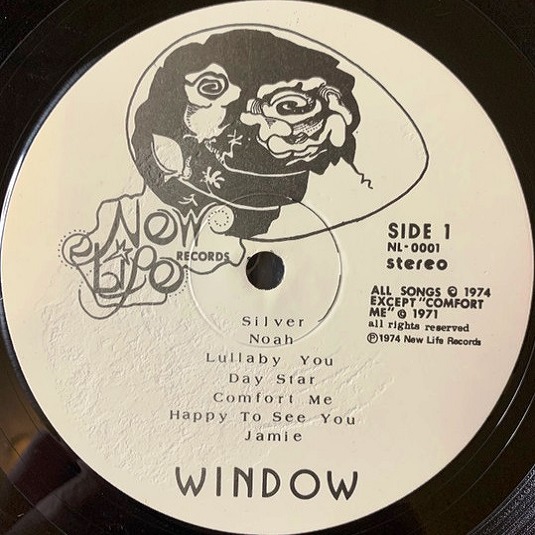 New
Life
RECORDS
SIDE 1
NL-0001
stereo
ALL SONGS © 1974
EXCEPT "COMFORT
ME" © 1971
all rights reserved
Ⓟ1974 New Life Records
Silver
Noah
Lullaby You
Day Star
Comfort Me
Happy To See You
Jamie
WINDOW